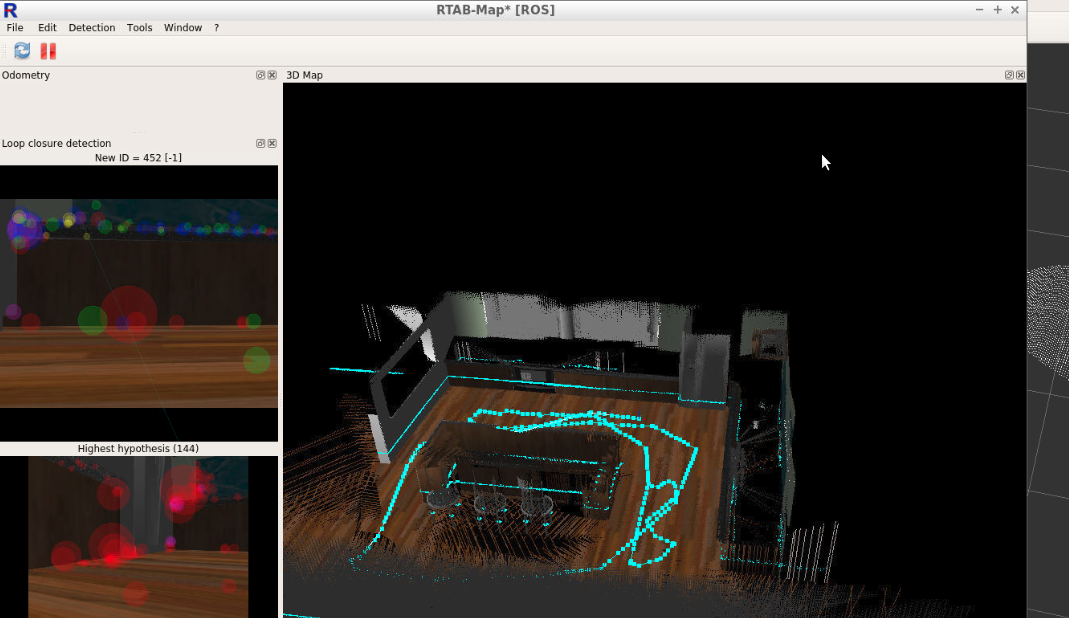 RTAB-Map* [ROS]
File Edit Detection Tools Window ?
Odometry
3D Map
Loop closure detection
New ID = 452 [-1]
Highest hypothesis (144)